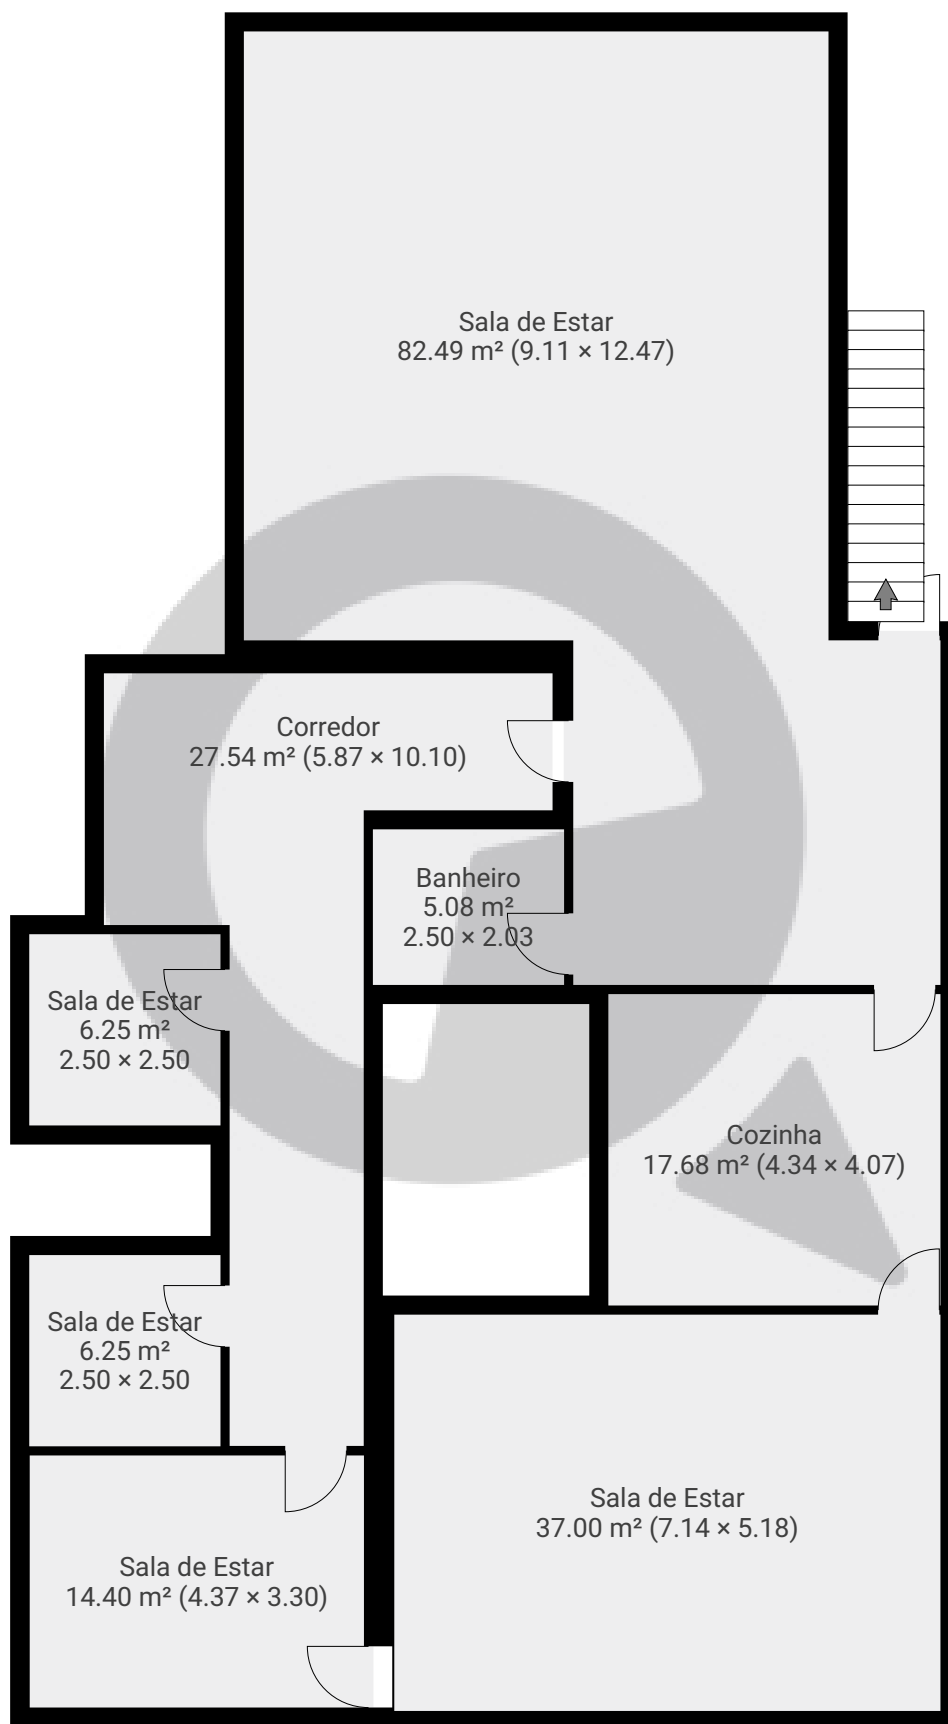 Sala de Estar
82.49 m² (9.11 × 12.47)
Corredor
27.54 m² (5.87 × 10.10)
Banheiro
5.08 m²
2.50 × 2.03
Sala de Estar
6.25 m²
2.50 × 2.50
Cozinha
17.68 m² (4.34 × 4.07)
Sala de Estar
6.25 m²
2.50 × 2.50
Sala de Estar
37.00 m² (7.14 × 5.18)
Sala de Estar
14.40 m² (4.37 × 3.30)